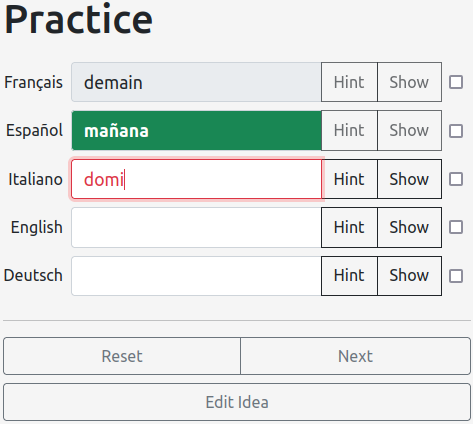 Practice
Français demain Hint Show
Español mañana Hint Show
Italiano domi Hint Show
English Hint Show
Deutsch Hint Show
Reset Next
Edit Idea